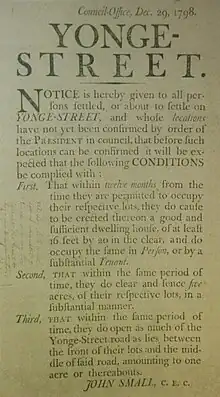 Council-Office, Dec. 29, 1798.
YONGE-
STREET.
NOTICE is hereby given to all per-
sons settled, or about to settle on
YONGE-STREET, and whose locations
have not yet been confirmed by order of
the PRESIDENT in council, that before such
locations can be confirmed it will be ex-
pected that the following CONDITIONS
be complied with :
First, That within twelve months from the
time they are permitted to occupy
their respective lots, they do cause
to be erected thereon a good and
sufficient dwelling house, of at least
16 feet by 20 in the clear, and do
occupy the same in Person, or by a
substantial Tenant.
Second, THAT within the same period of
time, they do clear and fence five
acres, of their respective lots, in a
substantial manner.
Third, THAT within the same period of
time, they do open as much of the
Yonge-Street road as lies between
the front of their lots and the mid-
dle of said road, amounting to one
acre or thereabouts.
JOHN SMALL, C. E. C.